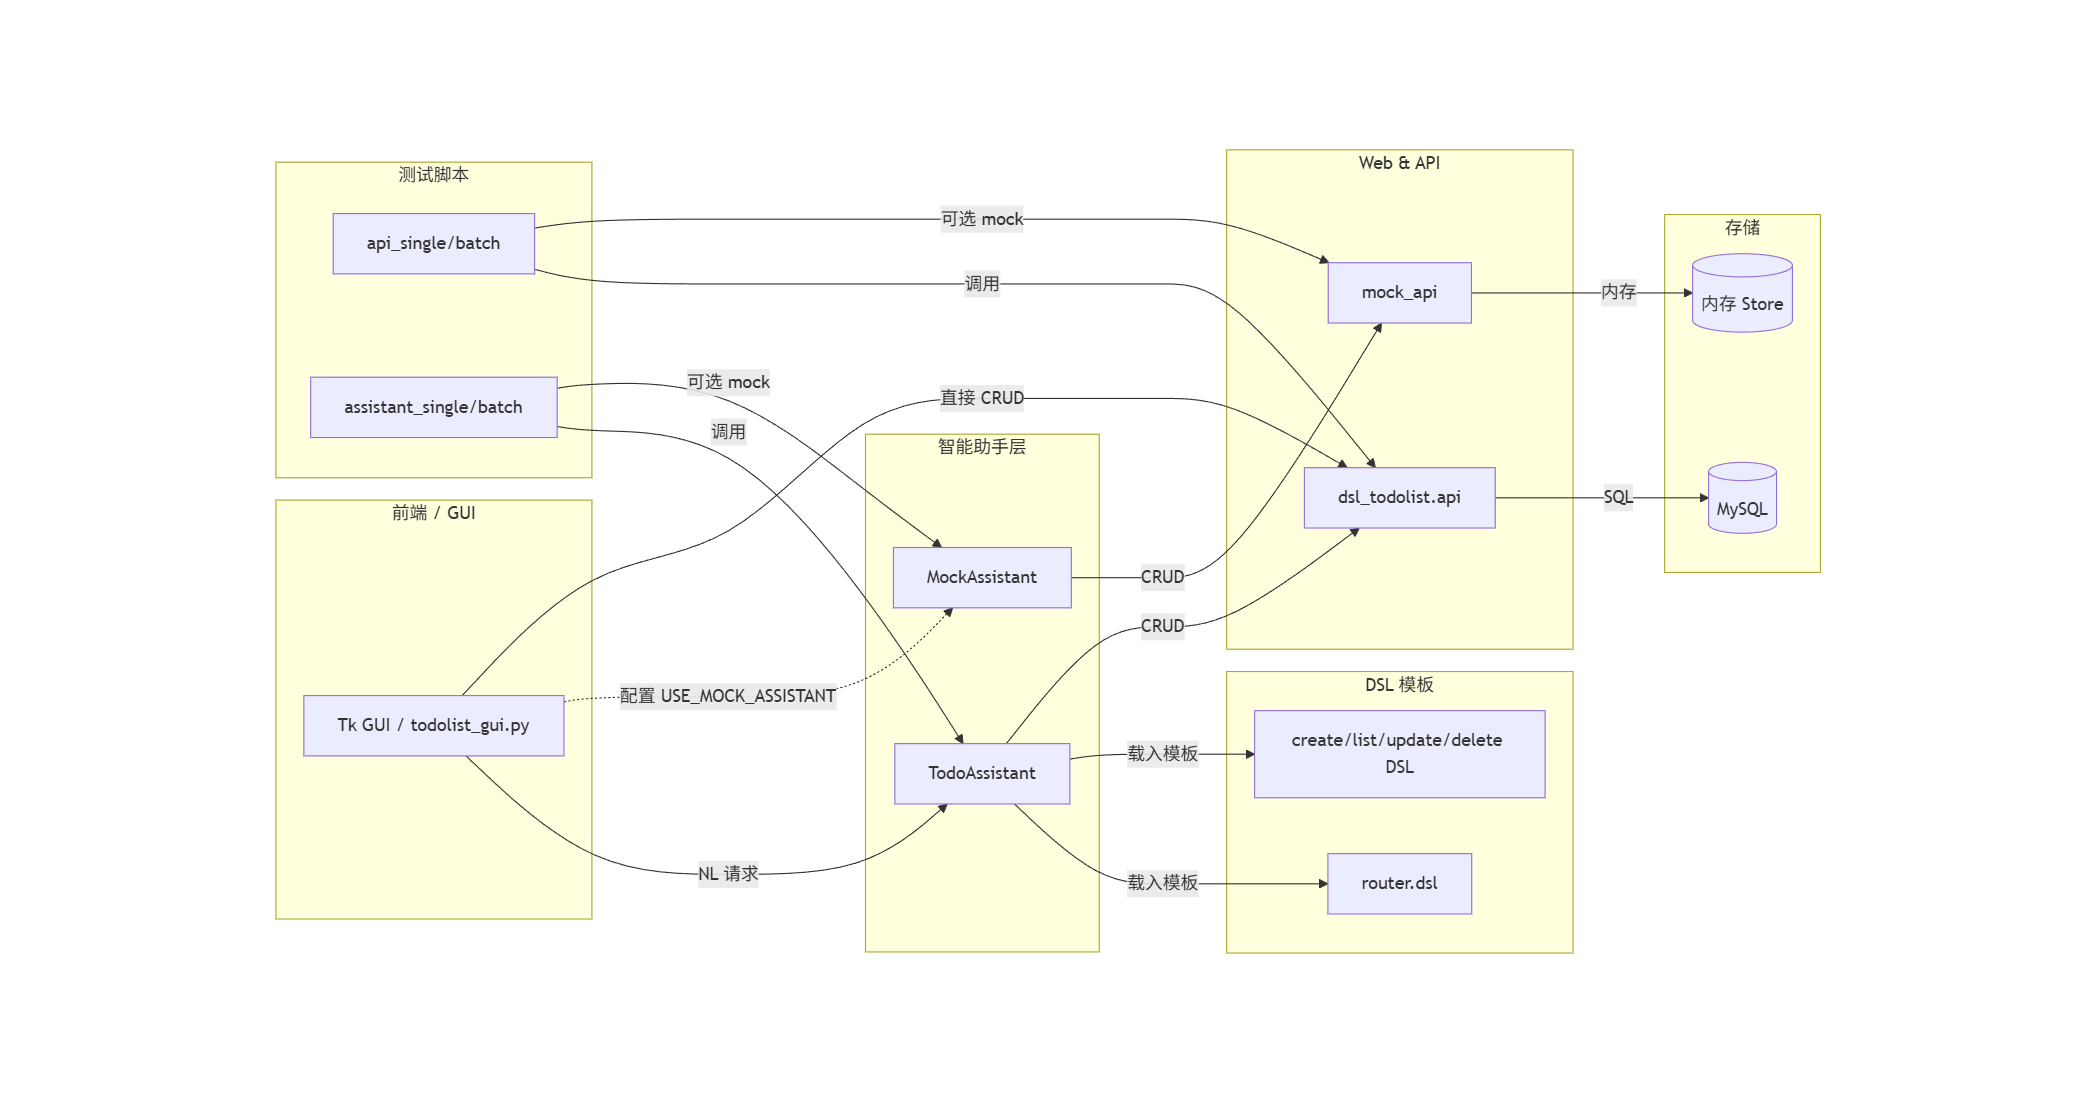 测试脚本
api_single/batch
assistant_single/batch
前端 / GUI
Tk GUI / todolist_gui.py
可选 mock
调用
可选 mock
调用
直接 CRUD
配置 USE_MOCK_ASSISTANT
NL 请求
智能助手层
MockAssistant
TodoAssistant
CRUD
CRUD
载入模板
载入模板
Web & API
mock_api
dsl_todolist.api
DSL 模板
create/list/update/delete
DSL
router.dsl
内存
SQL
存储
内存 Store
MySQL